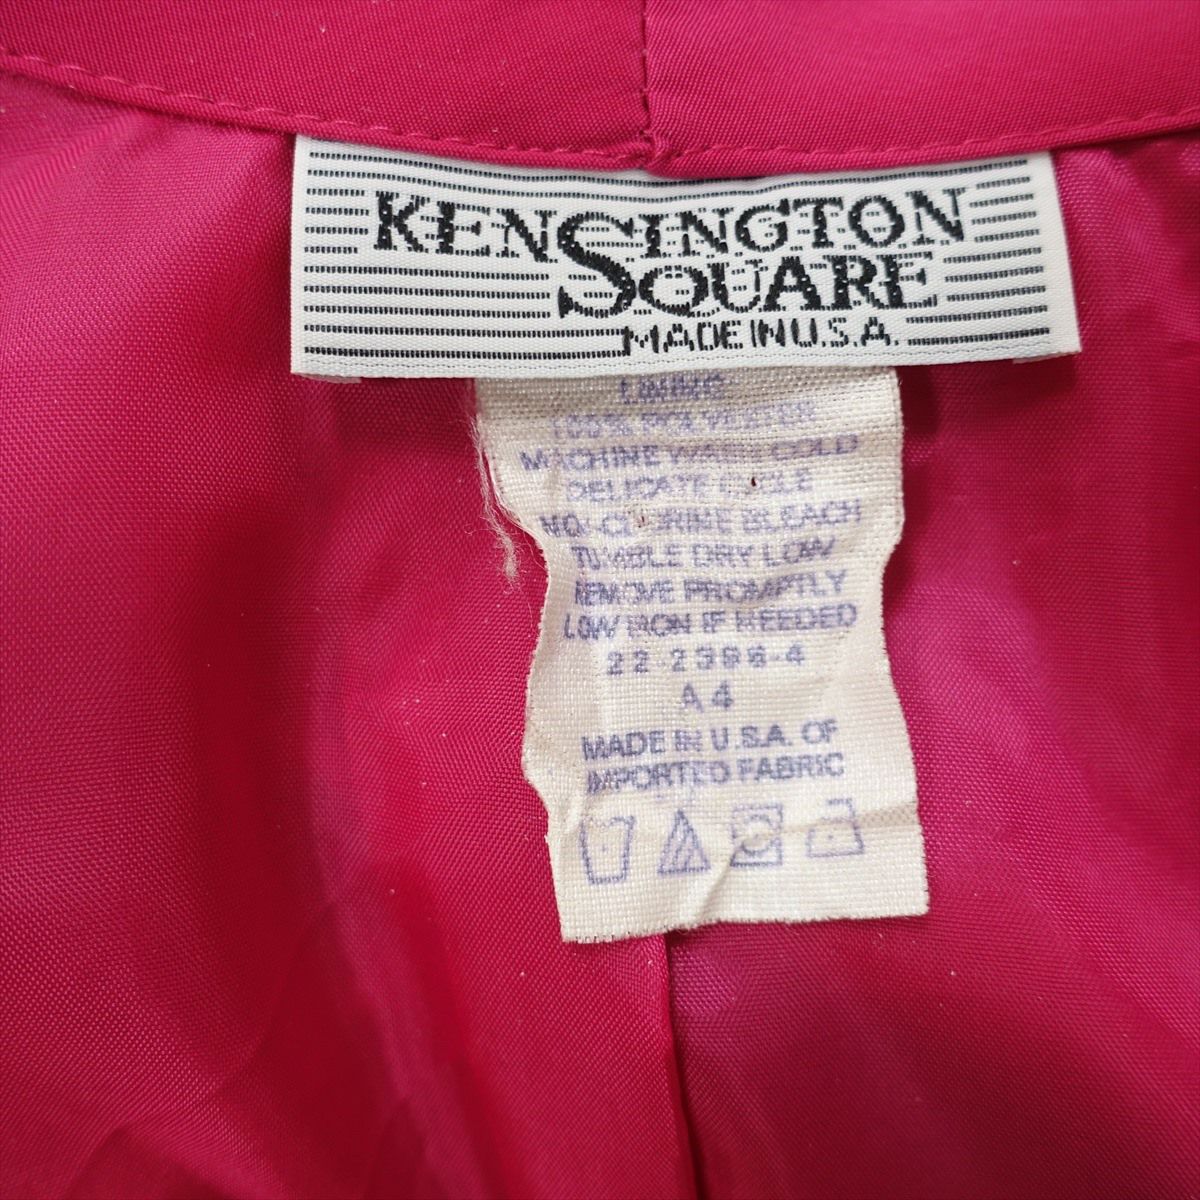 KENSINGTON
SQUARE
MADE IN U.S.A.
LINING:
100% POLYESTER
MACHINE WASH COLD
DELICATE CYCLE
NON-CLORINE BLEACH
TUMBLE DRY LOW
REMOVE PROMPTLY
LOW IRON IF NEEDED
22-2396-4
A4
MADE IN U.S.A. OF
IMPORTED FABRIC